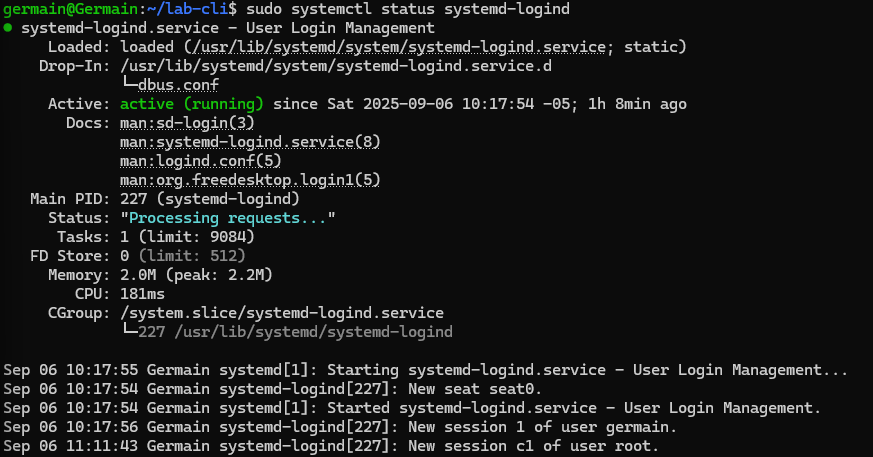 germain@Germain:~/lab-cli$ sudo systemctl status systemd-logind
● systemd-logind.service - User Login Management
Loaded: loaded (/usr/lib/systemd/system/systemd-logind.service; static)
Drop-In: /usr/lib/systemd/system/systemd-logind.service.d
└─dbus.conf
Active: active (running) since Sat 2025-09-06 10:17:54 -05; 1h 8min ago
Docs: man:sd-login(3)
man:systemd-logind.service(8)
man:logind.conf(5)
man:org.freedesktop.login1(5)
Main PID: 227 (systemd-logind)
Status: "Processing requests..."
Tasks: 1 (limit: 9084)
FD Store: 0 (limit: 512)
Memory: 2.0M (peak: 2.2M)
CPU: 181ms
CGroup: /system.slice/systemd-logind.service
└─227 /usr/lib/systemd/systemd-logind
Sep 06 10:17:55 Germain systemd[1]: Starting systemd-logind.service - User Login Management...
Sep 06 10:17:54 Germain systemd-logind[227]: New seat seat0.
Sep 06 10:17:54 Germain systemd[1]: Started systemd-logind.service - User Login Management.
Sep 06 10:17:56 Germain systemd-logind[227]: New session 1 of user germain.
Sep 06 11:11:43 Germain systemd-logind[227]: New session c1 of user root.